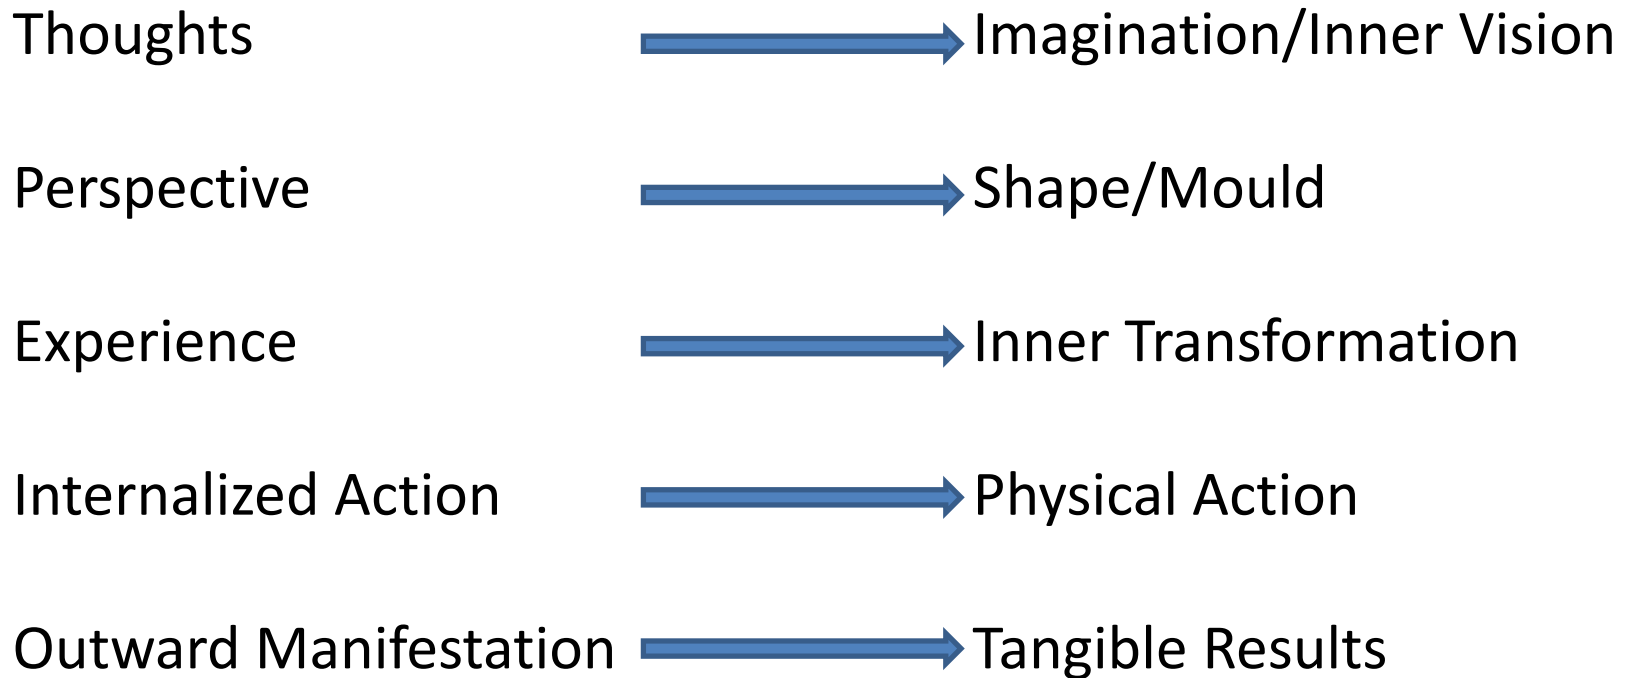 Thoughts Imagination/Inner Vision
Perspective Shape/Mould
Experience Inner Transformation
Internalized Action Physical Action
Outward Manifestation Tangible Results